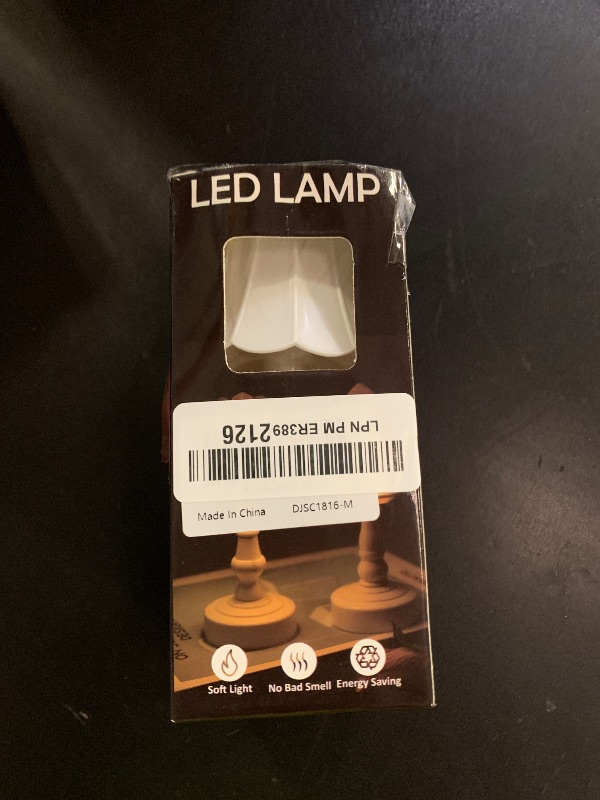 LED LAMP
LPN PM ER3892126
Made In China DJSC1816-M
Soft Light No Bad Smell Energy Saving